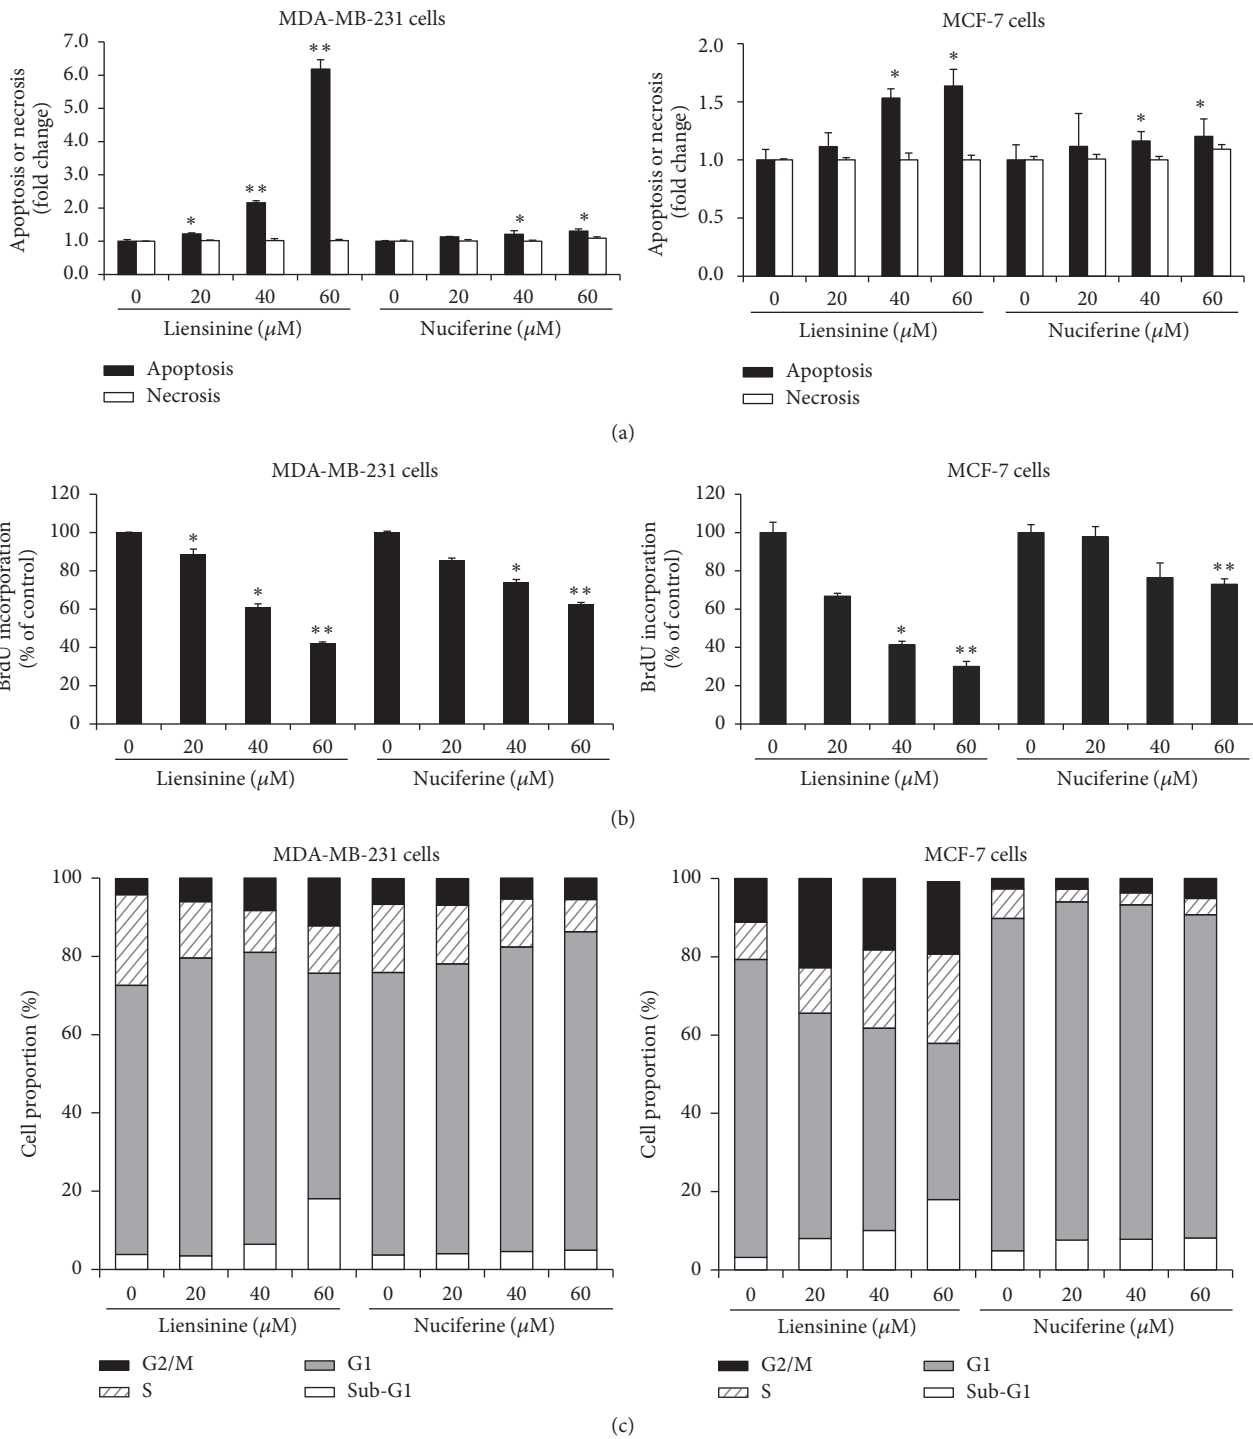 MDA-MB-231 cells
Apoptosis or necrosis
(fold change)
7.0
6.0
5.0
4.0
3.0
2.0
1.0
0.0
* ** ** * *
0 20 40 60 0 20 40 60
Liensinine (µM) Nuciferine (µM)
Apoptosis
Necrosis
MCF-7 cells
Apoptosis or necrosis
(fold change)
2.0
1.5
1.0
0.5
0.0
* * * *
0 20 40 60 0 20 40 60
Liensinine (µM) Nuciferine (µM)
Apoptosis
Necrosis
(a)
MDA-MB-231 cells
BrdU incorporation
(% of control)
120
100
80
60
40
20
0
* * ** * **
0 20 40 60 0 20 40 60
Liensinine (µM) Nuciferine (µM)
MCF-7 cells
BrdU incorporation
(% of control)
120
100
80
60
40
20
0
* ** **
0 20 40 60 0 20 40 60
Liensinine (µM) Nuciferine (µM)
(b)
MDA-MB-231 cells
Cell proportion (%)
100
80
60
40
20
0
0 20 40 60 0 20 40 60
Liensinine (µM) Nuciferine (µM)
G2/M G1
S Sub-G1
MCF-7 cells
Cell proportion (%)
100
80
60
40
20
0
0 20 40 60 0 20 40 60
Liensinine (µM) Nuciferine (µM)
G2/M G1
S Sub-G1
(c)